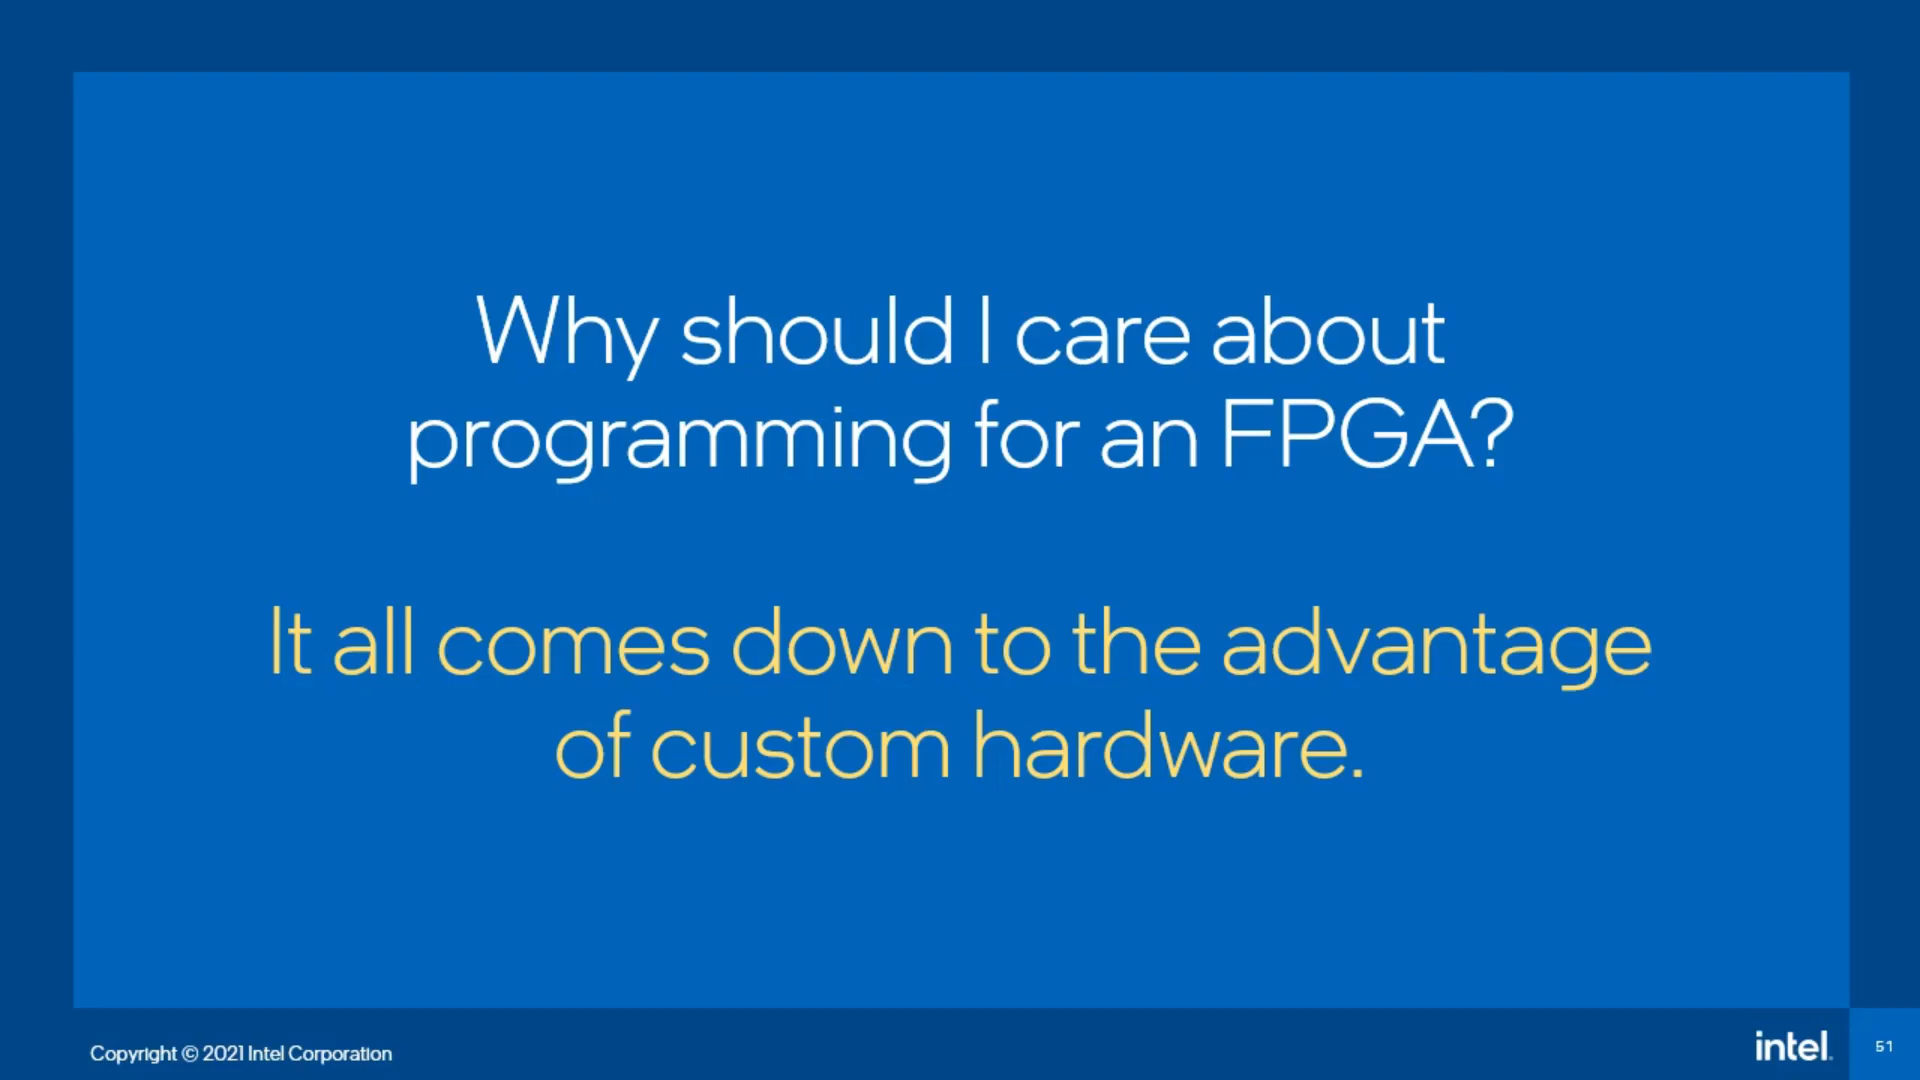 Why should I care about
programming for an FPGA?
It all comes down to the advantage
of custom hardware.
Copyright © 2021 Intel Corporation
intel.
51